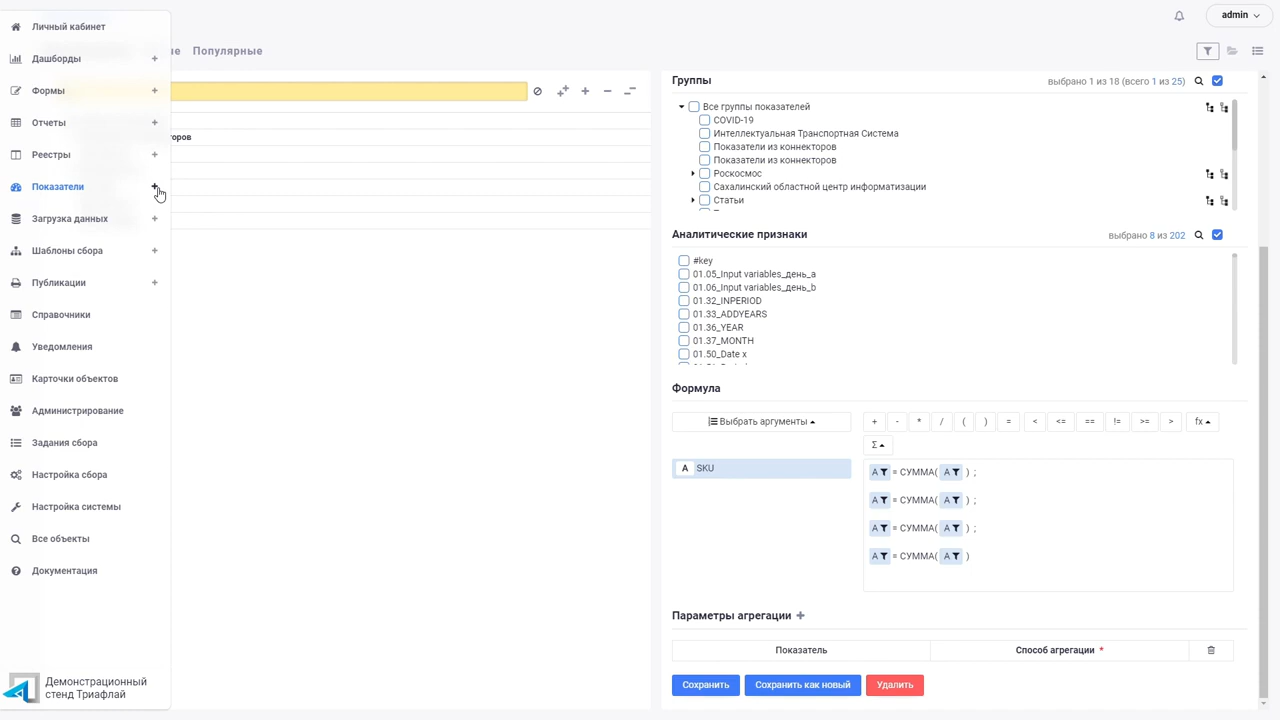 Личный кабинет
Дашборды +
Формы +
Отчеты +
Реестры +
Показатели +
Загрузка данных +
Шаблоны сбора +
Публикации +
Справочники
Уведомления
Карточки объектов
Администрирование
Задания сбора
Настройка сбора
Настройка системы
Все объекты
Документация
Демонстрационный
стенд Триафлай
admin
Популярные
Группы выбрано 1 из 18 (всего 1 из 25)
Все группы показателей
COVID-19
Интеллектуальная Транспортная Система
Показатели из коннекторов
Показатели из коннекторов
Роскосмос
Сахалинский областной центр информатизации
Статьи
Аналитические признаки выбрано 8 из 202
#key
01.05_Input variables_день_a
01.06_Input variables_день_b
01.32_INPERIOD
01.33_ADDYEARS
01.36_YEAR
01.37_MONTH
01.50_Date x
Формула
Выбрать аргументы + - * / ( ) = < <= == != >= > fx
Σ
A SKU
A = СУММА( A ) ;
A = СУММА( A ) ;
A = СУММА( A ) ;
A = СУММА( A )
Параметры агрегации +
Показатель Способ агрегации *
Сохранить Сохранить как новый Удалить